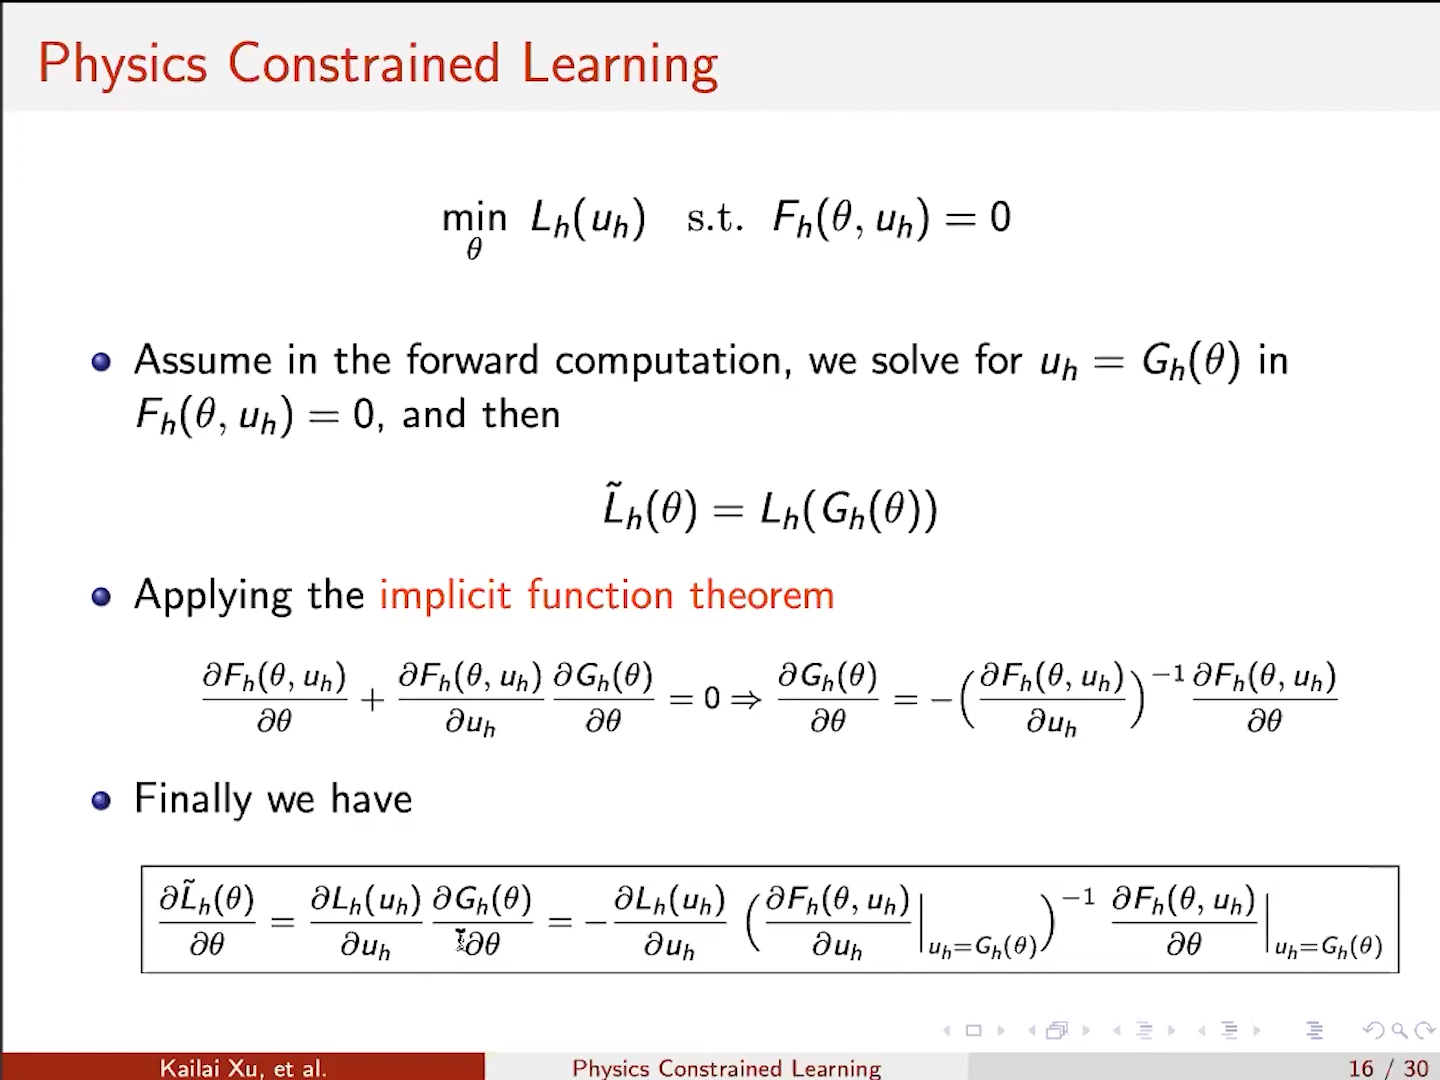 Physics Constrained Learning
min_θ L_h(u_h) s.t. F_h(θ, u_h) = 0
Assume in the forward computation, we solve for u_h = G_h(θ) in
F_h(θ, u_h) = 0, and then
L̃_h(θ) = L_h(G_h(θ))
Applying the implicit function theorem
∂F_h(θ, u_h)/∂θ + ∂F_h(θ, u_h)/∂u_h ∂G_h(θ)/∂θ = 0 ⇒ ∂G_h(θ)/∂θ = −(∂F_h(θ, u_h)/∂u_h)^{−1} ∂F_h(θ, u_h)/∂θ
Finally we have
∂L̃_h(θ)/∂θ = ∂L_h(u_h)/∂u_h ∂G_h(θ)/∂θ = −∂L_h(u_h)/∂u_h (∂F_h(θ, u_h)/∂u_h|_{u_h=G_h(θ)})^{−1} ∂F_h(θ, u_h)/∂θ|_{u_h=G_h(θ)}
Kailai Xu, et al. Physics Constrained Learning 16 / 30